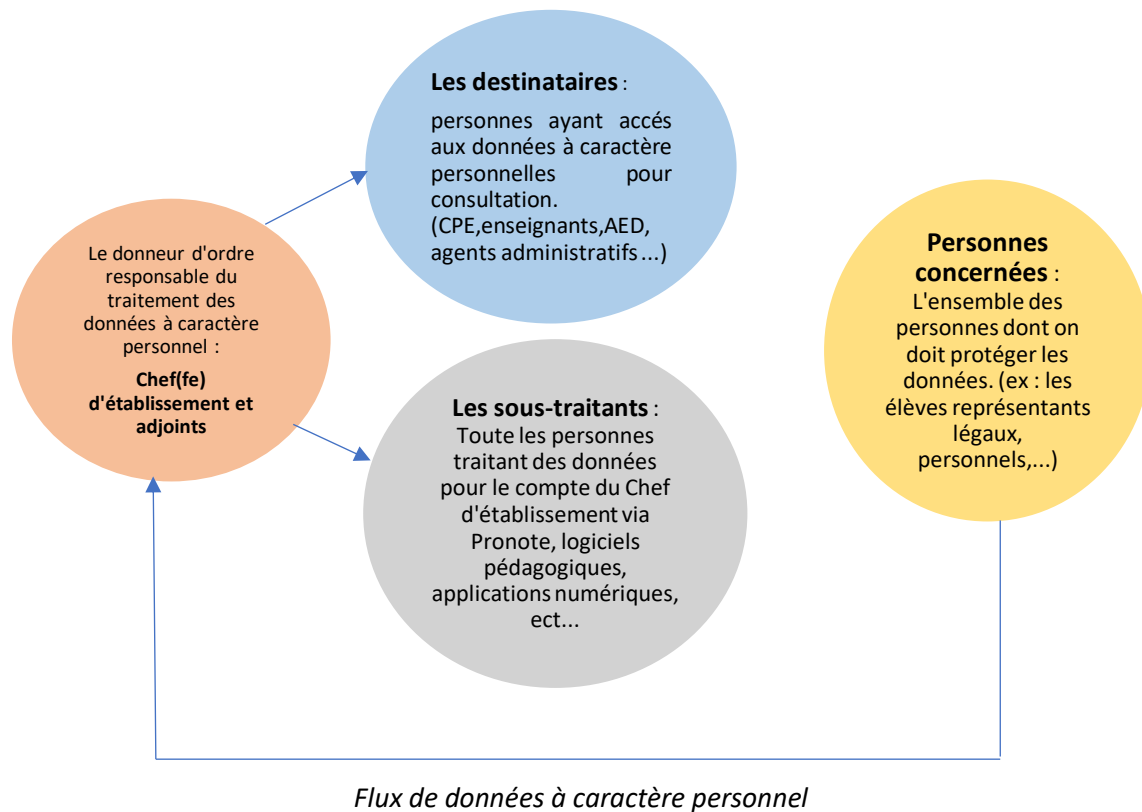 Les destinataires :
personnes ayant accés
aux données à caractère
personnelles pour
consultation.
(CPE,enseignants,AED,
agents administratifs ...)
Le donneur d'ordre
responsable du
traitement des
données à caractère
personnel :
Chef(fe)
d'établissement et
adjoints
Les sous-traitants :
Toute les personnes
traitant des données
pour le compte du Chef
d'établissement via
Pronote, logiciels
pédagogiques,
applications numériques,
ect...
Personnes
concernées :
L'ensemble des
personnes dont on
doit protéger les
données. (ex : les
élèves représentants
légaux,
personnels,...)
Flux de données à caractère personnel